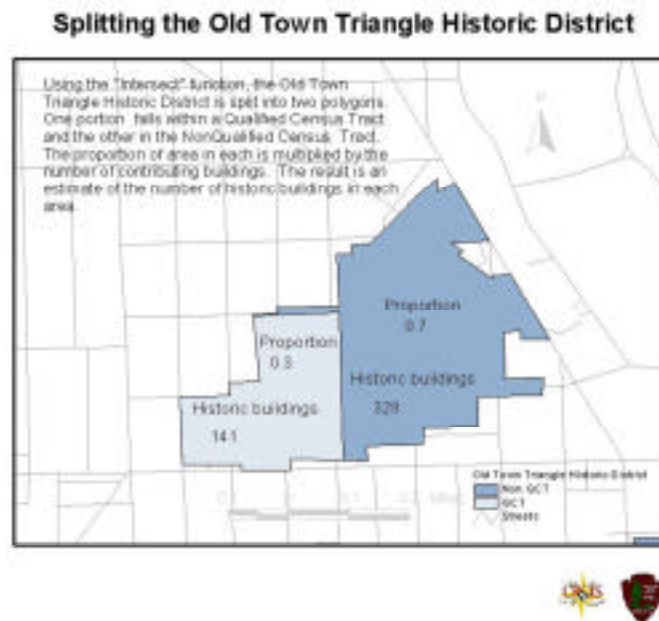 Splitting the Old Town Triangle Historic District
Using the "Intersect" function, the Old Town
Triangle Historic District is split into two polygons.
One portion falls within a Qualified Census Tract
and the other in the NonQualified Census Tract.
The proportion of area in each is multiplied by the
number of contributing buildings. The result is an
estimate of the number of historic buildings in each
area.
Proportion
0.7
Proportion
0.3
Historic buildings
328
Historic buildings
141
Old Town Triangle Historic District
Non QCT
QCT
Streets